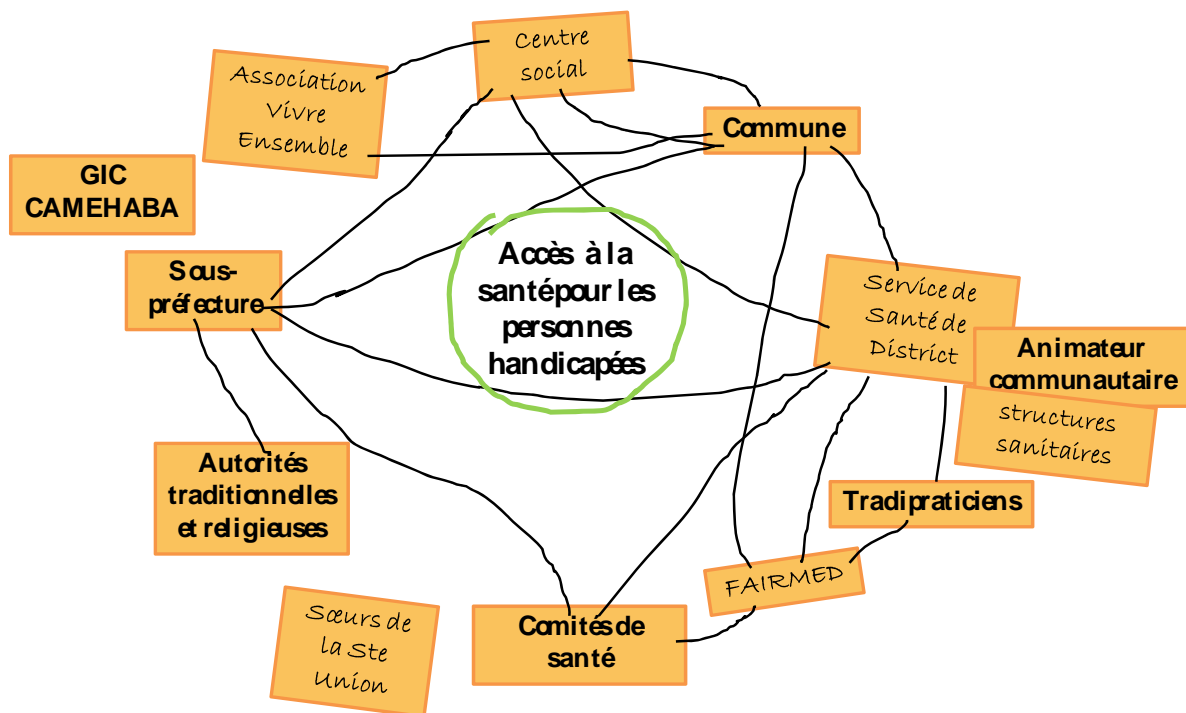 Centre
social
Association
Vivre
Ensemble
Commune
GIC
CAMEHABA
Accès à la
santépour les
personnes
handicapées
Sous-
préfecture
Service de
Santé de
District
Animateur
communautaire
structures
sanitaires
Autorités
traditionnelles
et religieuses
Tradipraticiens
FAIRMED
Sœurs de
la Ste
Union
Comités de
santé